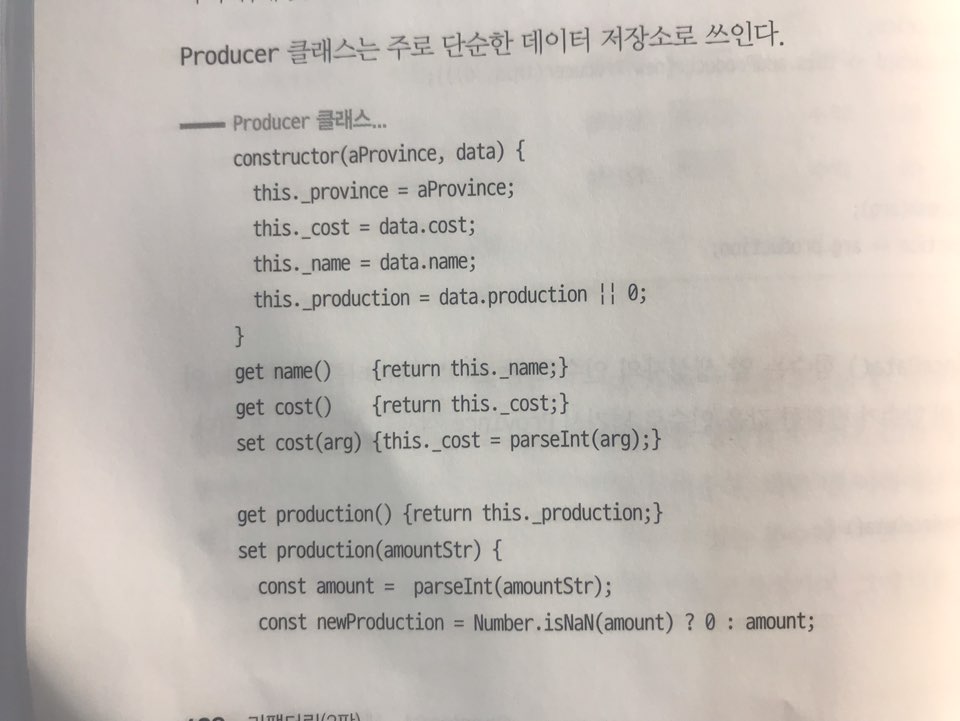 Producer 클래스는 주로 단순한 데이터 저장소로 쓰인다.
Producer 클래스...
constructor(aProvince, data) {
this._province = aProvince;
this._cost = data.cost;
this._name = data.name;
this._production = data.production || 0;
}
get name() {return this._name;}
get cost() {return this._cost;}
set cost(arg) {this._cost = parseInt(arg);}
get production() {return this._production;}
set production(amountStr) {
const amount = parseInt(amountStr);
const newProduction = Number.isNaN(amount) ? 0 : amount;